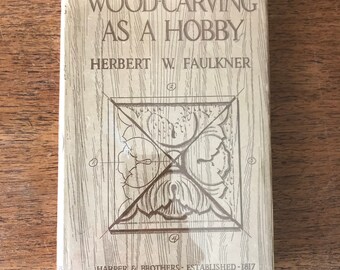 WOOD-CARVING
AS A HOBBY
HERBERT W. FAULKNER
HARPER & BROTHERS · ESTABLISHED · 1817